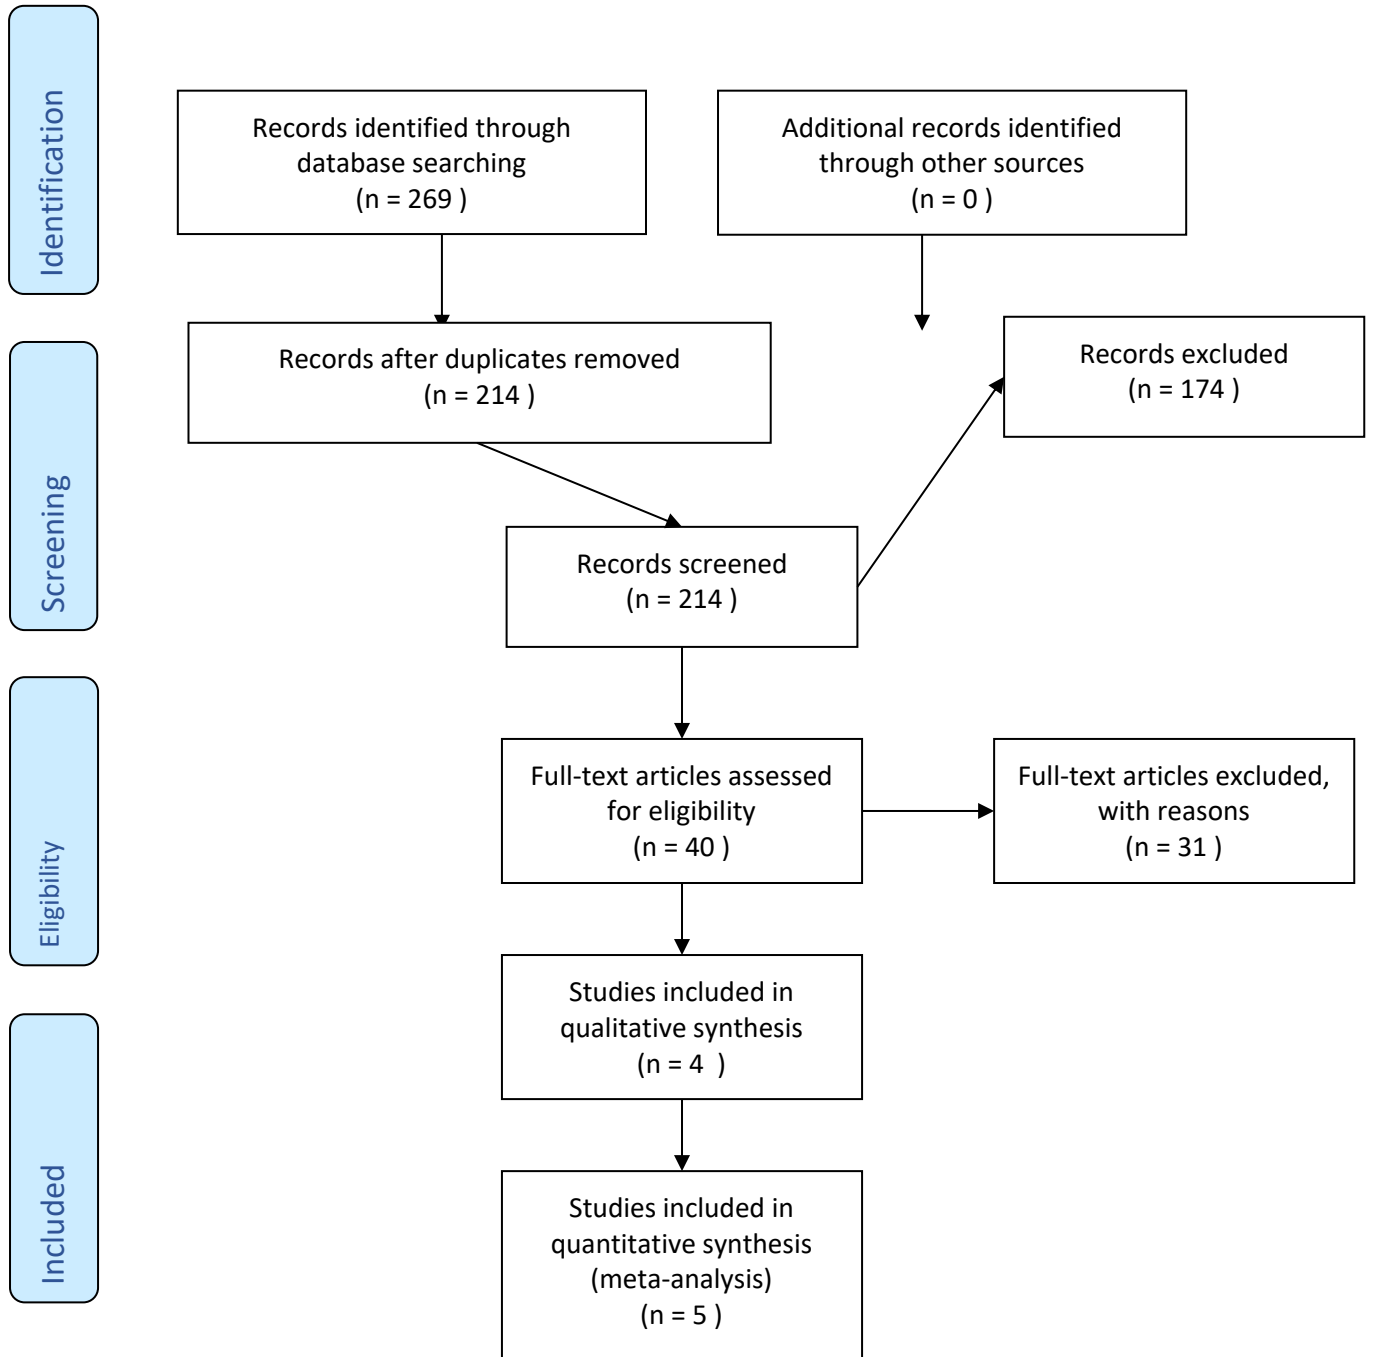 Identification
Records identified through
database searching
(n = 269 )
Additional records identified
through other sources
(n = 0 )
Screening
Records after duplicates removed
(n = 214 )
Records excluded
(n = 174 )
Records screened
(n = 214 )
Eligibility
Full-text articles assessed
for eligibility
(n = 40 )
Full-text articles excluded,
with reasons
(n = 31 )
Studies included in
qualitative synthesis
(n = 4  )
Included
Studies included in
quantitative synthesis
(meta-analysis)
(n = 5 )